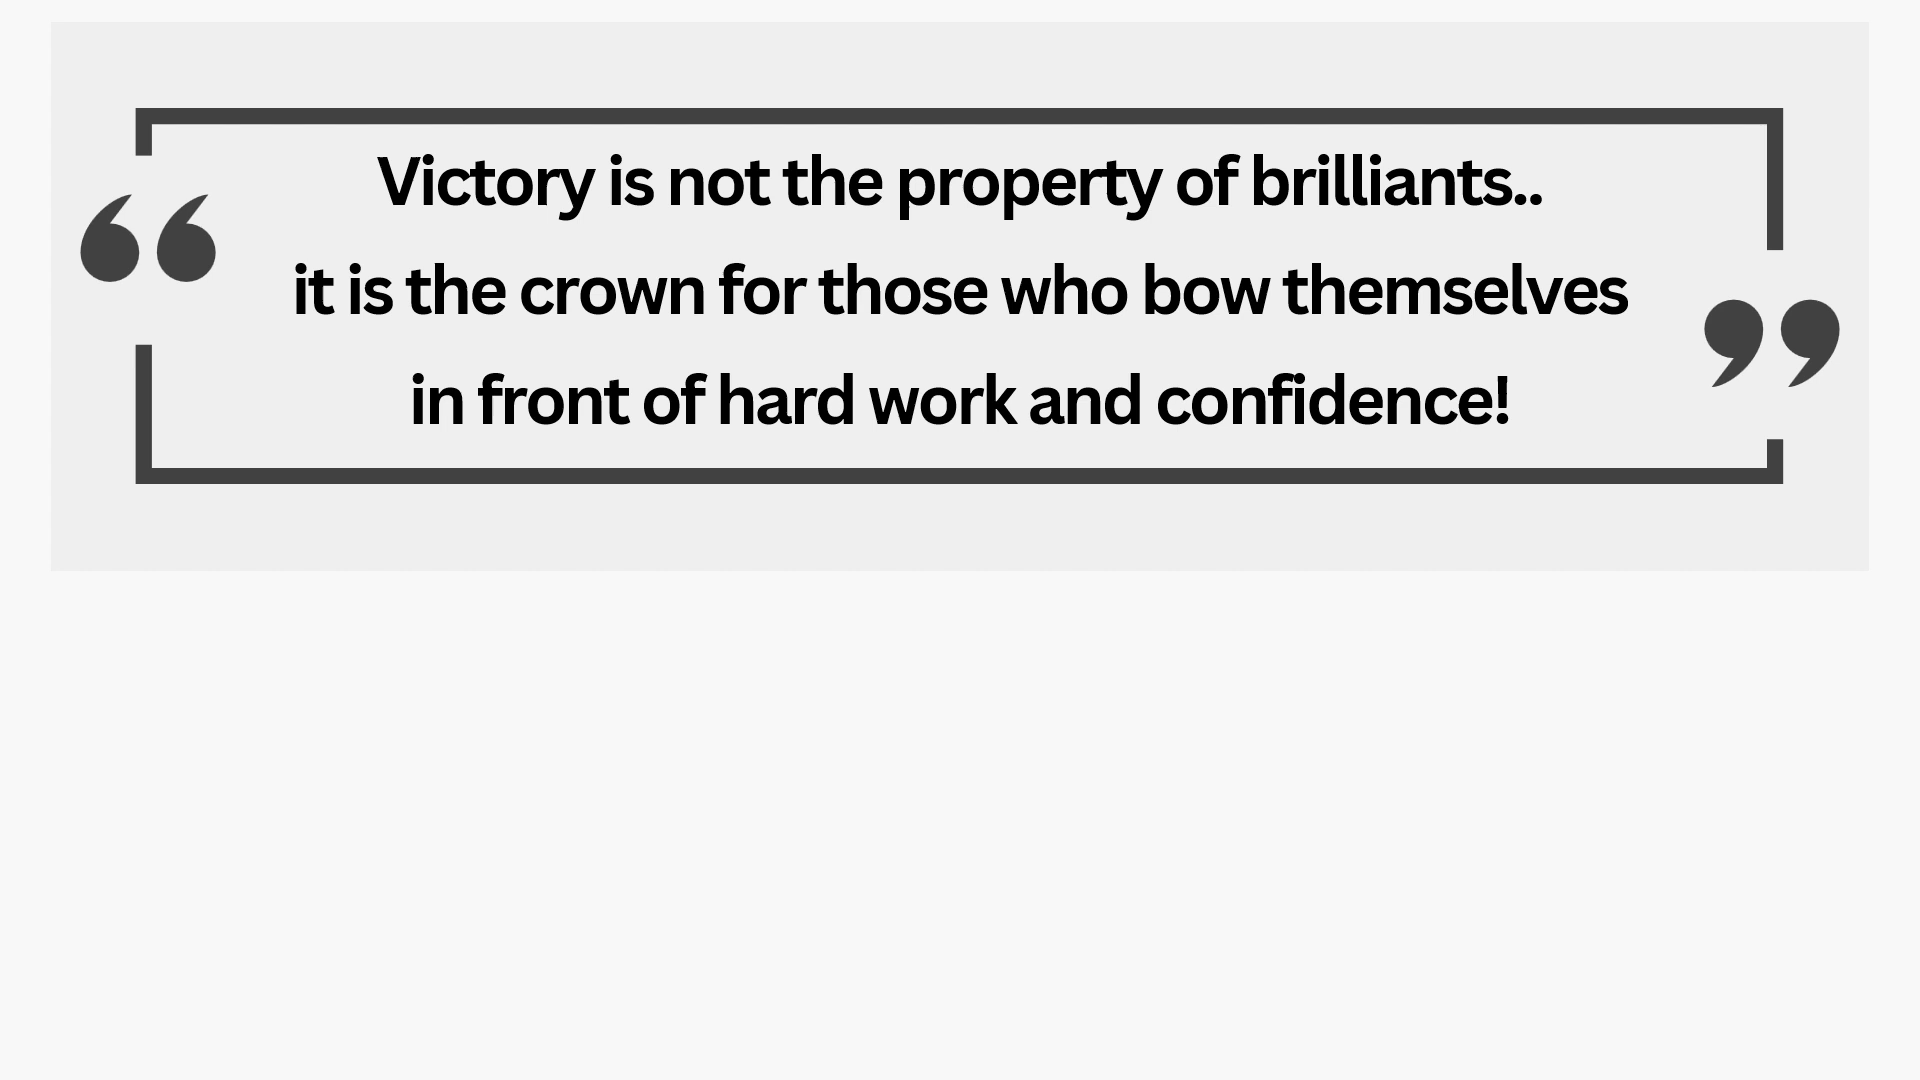 Victory is not the property of brilliants..
it is the crown for those who bow themselves
in front of hard work and confidence!